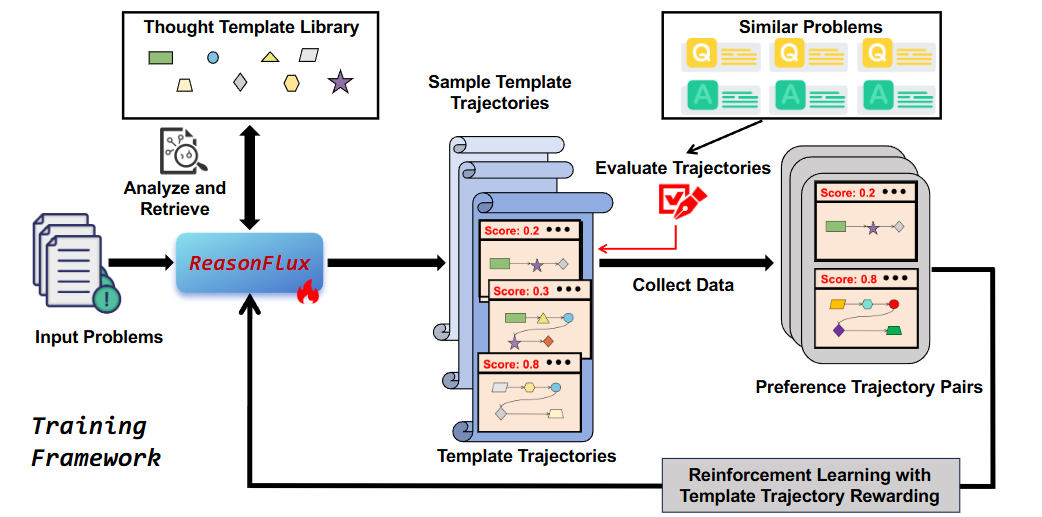 Thought Template Library
Similar Problems
Q
Q
Q
A
A
A
Sample Template
Trajectories
Analyze and
Retrieve
Evaluate Trajectories
Input Problems
ReasonFlux
Score: 0.2
Score: 0.3
Score: 0.8
Collect Data
Score: 0.2
Score: 0.8
Preference Trajectory Pairs
Template Trajectories
Training
Framework
Reinforcement Learning with
Template Trajectory Rewarding